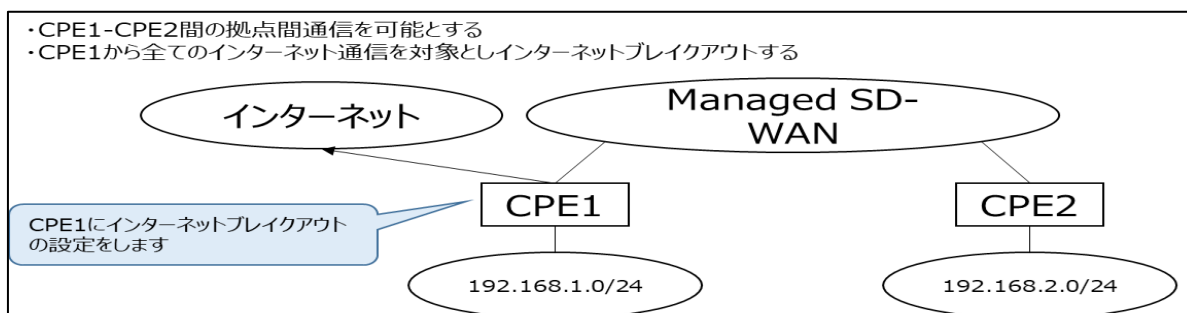 ・CPE1-CPE2間の拠点間通信を可能とする
・CPE1から全てのインターネット通信を対象としインターネットブレイクアウトする
インターネット
Managed SD-
WAN
CPE1
CPE2
CPE1にインターネットブレイクアウト
の設定をします
192.168.1.0/24
192.168.2.0/24